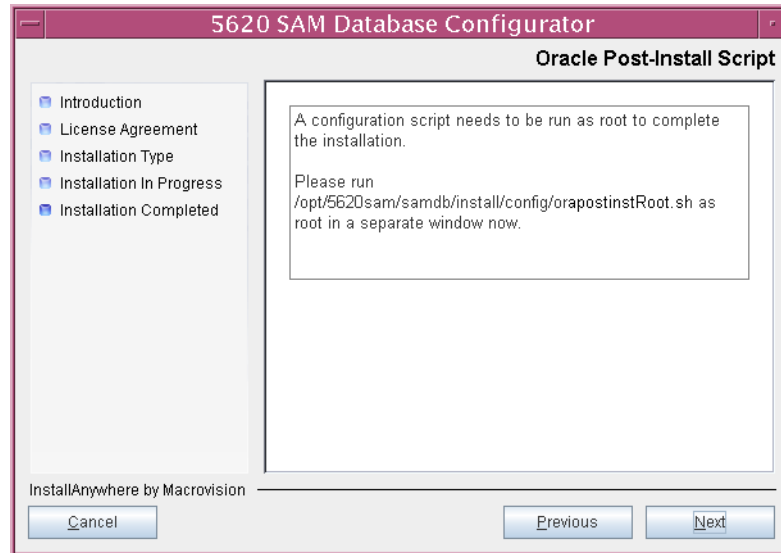 5620 SAM Database Configurator
Oracle Post-Install Script
Introduction
License Agreement
Installation Type
Installation In Progress
Installation Completed
A configuration script needs to be run as root to complete
the installation.
Please run
/opt/5620sam/samdb/install/config/orapostinstRoot.sh as
root in a separate window now.
InstallAnywhere by Macrovision
Cancel
Previous
Next